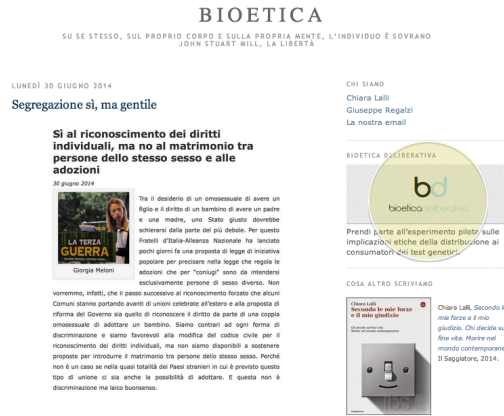 BIOETICA
SU SE STESSO, SUL PROPRIO CORPO E SULLA PROPRIA MENTE, L'INDIVIDUO È SOVRANO
JOHN STUART MILL, LA LIBERTÀ
LUNEDÌ 30 GIUGNO 2014
Segregazione sì, ma gentile
Sì al riconoscimento dei diritti
individuali, ma no al matrimonio tra
persone dello stesso sesso e alle
adozioni
30 giugno 2014
LA TERZA
GUERRA
Giorgia Meloni
Tra il desiderio di un omosessuale di avere un
figlio e il diritto di un bambino di avere un padre
e una madre, uno Stato giusto dovrebbe
schierarsi dalla parte del più debole. Per questo
Fratelli d'Italia-Alleanza Nazionale ha lanciato
pochi giorni fa una proposta di legge di iniziativa
popolare per precisare nella legge che regola le
adozioni che per "coniugi" sono da intendersi
esclusivamente persone di sesso diverso. Non
vorremmo, infatti, che il passo successivo al riconoscimento forzato che alcuni
Comuni stanno portando avanti di unioni celebrate all'estero e alla proposta di
riforma del Governo sia quello di riconoscere il diritto da parte di una coppia
omosessuale di adottare un bambino. Siamo contrari ad ogni forma di
discriminazione e siamo favorevoli alla modifica del codice civile per il
riconoscimento dei diritti individuali, ma non siamo disponibili a sostenere
proposte per introdurre il matrimonio tra persone dello stesso sesso. Perché
non è un caso se nella quasi totalità dei Paesi stranieri in cui è previsto questo
tipo di unione ci sia anche la possibilità di adottare. E questa non è
discriminazione ma laico buonsenso.
CHI SIAMO
Chiara Lalli
Giuseppe Regalzi
La nostra email
BIOETICA DELIBERATIVA
bd
bioeticadeliberativa
Prendi parte all'esperimento pilota sulle
implicazioni etiche della distribuzione ai
consumatori dei test genetici.
COSA ALTRO SCRIVIAMO
Chiara Lalli
Secondo le mie forze
e il mio giudizio
Chiara Lalli, Secondo le
mie forze e il mio
giudizio. Chi decide sul
fine vita. Morire nel
mondo contemporaneo
Il Saggiatore, 2014.